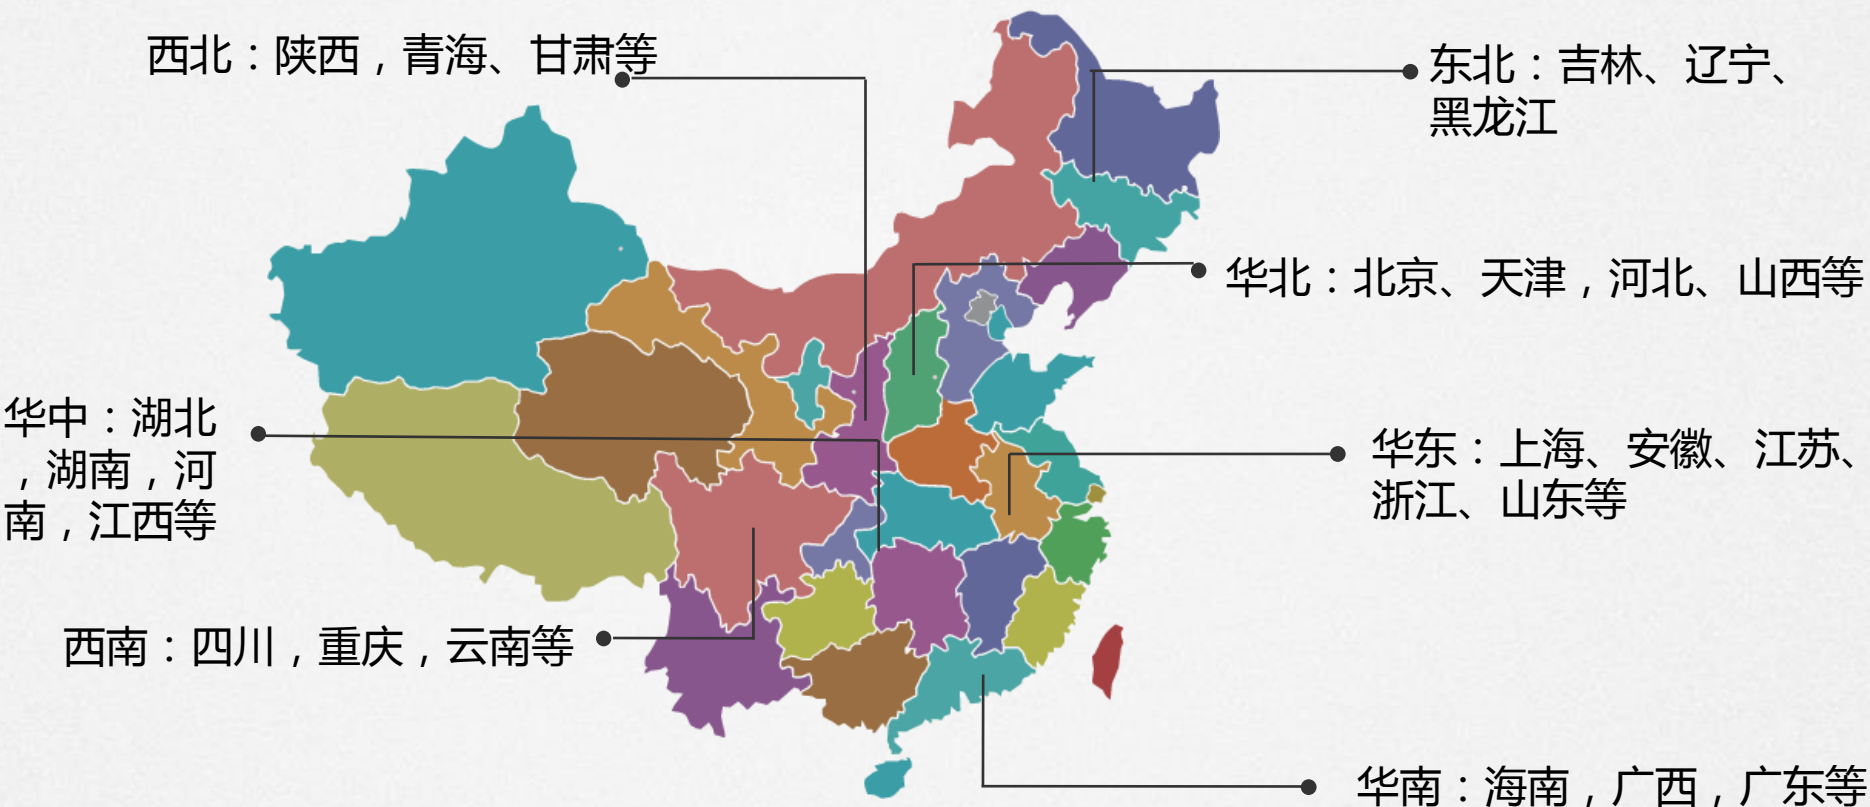 西北：陕西，青海、甘肃等
东北：吉林、辽宁、
黑龙江
华北：北京、天津，河北、山西等
华中：湖北
，湖南，河
南，江西等
华东：上海、安徽、江苏、
浙江、山东等
西南：四川，重庆，云南等
华南：海南，广西，广东等